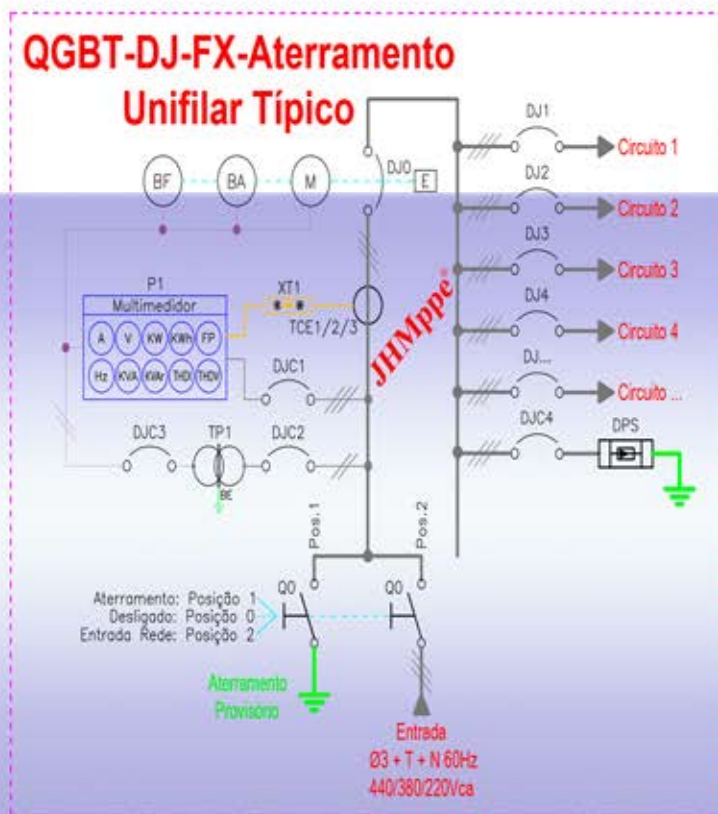 QGBT-DJ-FX-Aterramento
Unifilar Típico
DJ1
Circuito 1
BF
BA
M
DJ0
E
DJ2
Circuito 2
DJ3
Circuito 3
P1
Multimedidor
A
V
KW
KWh
FP
Hz
KVA
KVAr
THDI
THDV
XT1
TCE1/2/3
JHMppe®
DJ4
Circuito 4
DJ...
Circuito ...
DJC1
DJC4
DPS
DJC3
TP1
DJC2
BE
Pos.1
Pos.2
Q0
Q0
Aterramento: Posição 1
Desligado: Posição 0
Entrada Rede: Posição 2
Aterramento
Provisório
Entrada
Ø3 + T + N 60Hz
440/380/220Vca